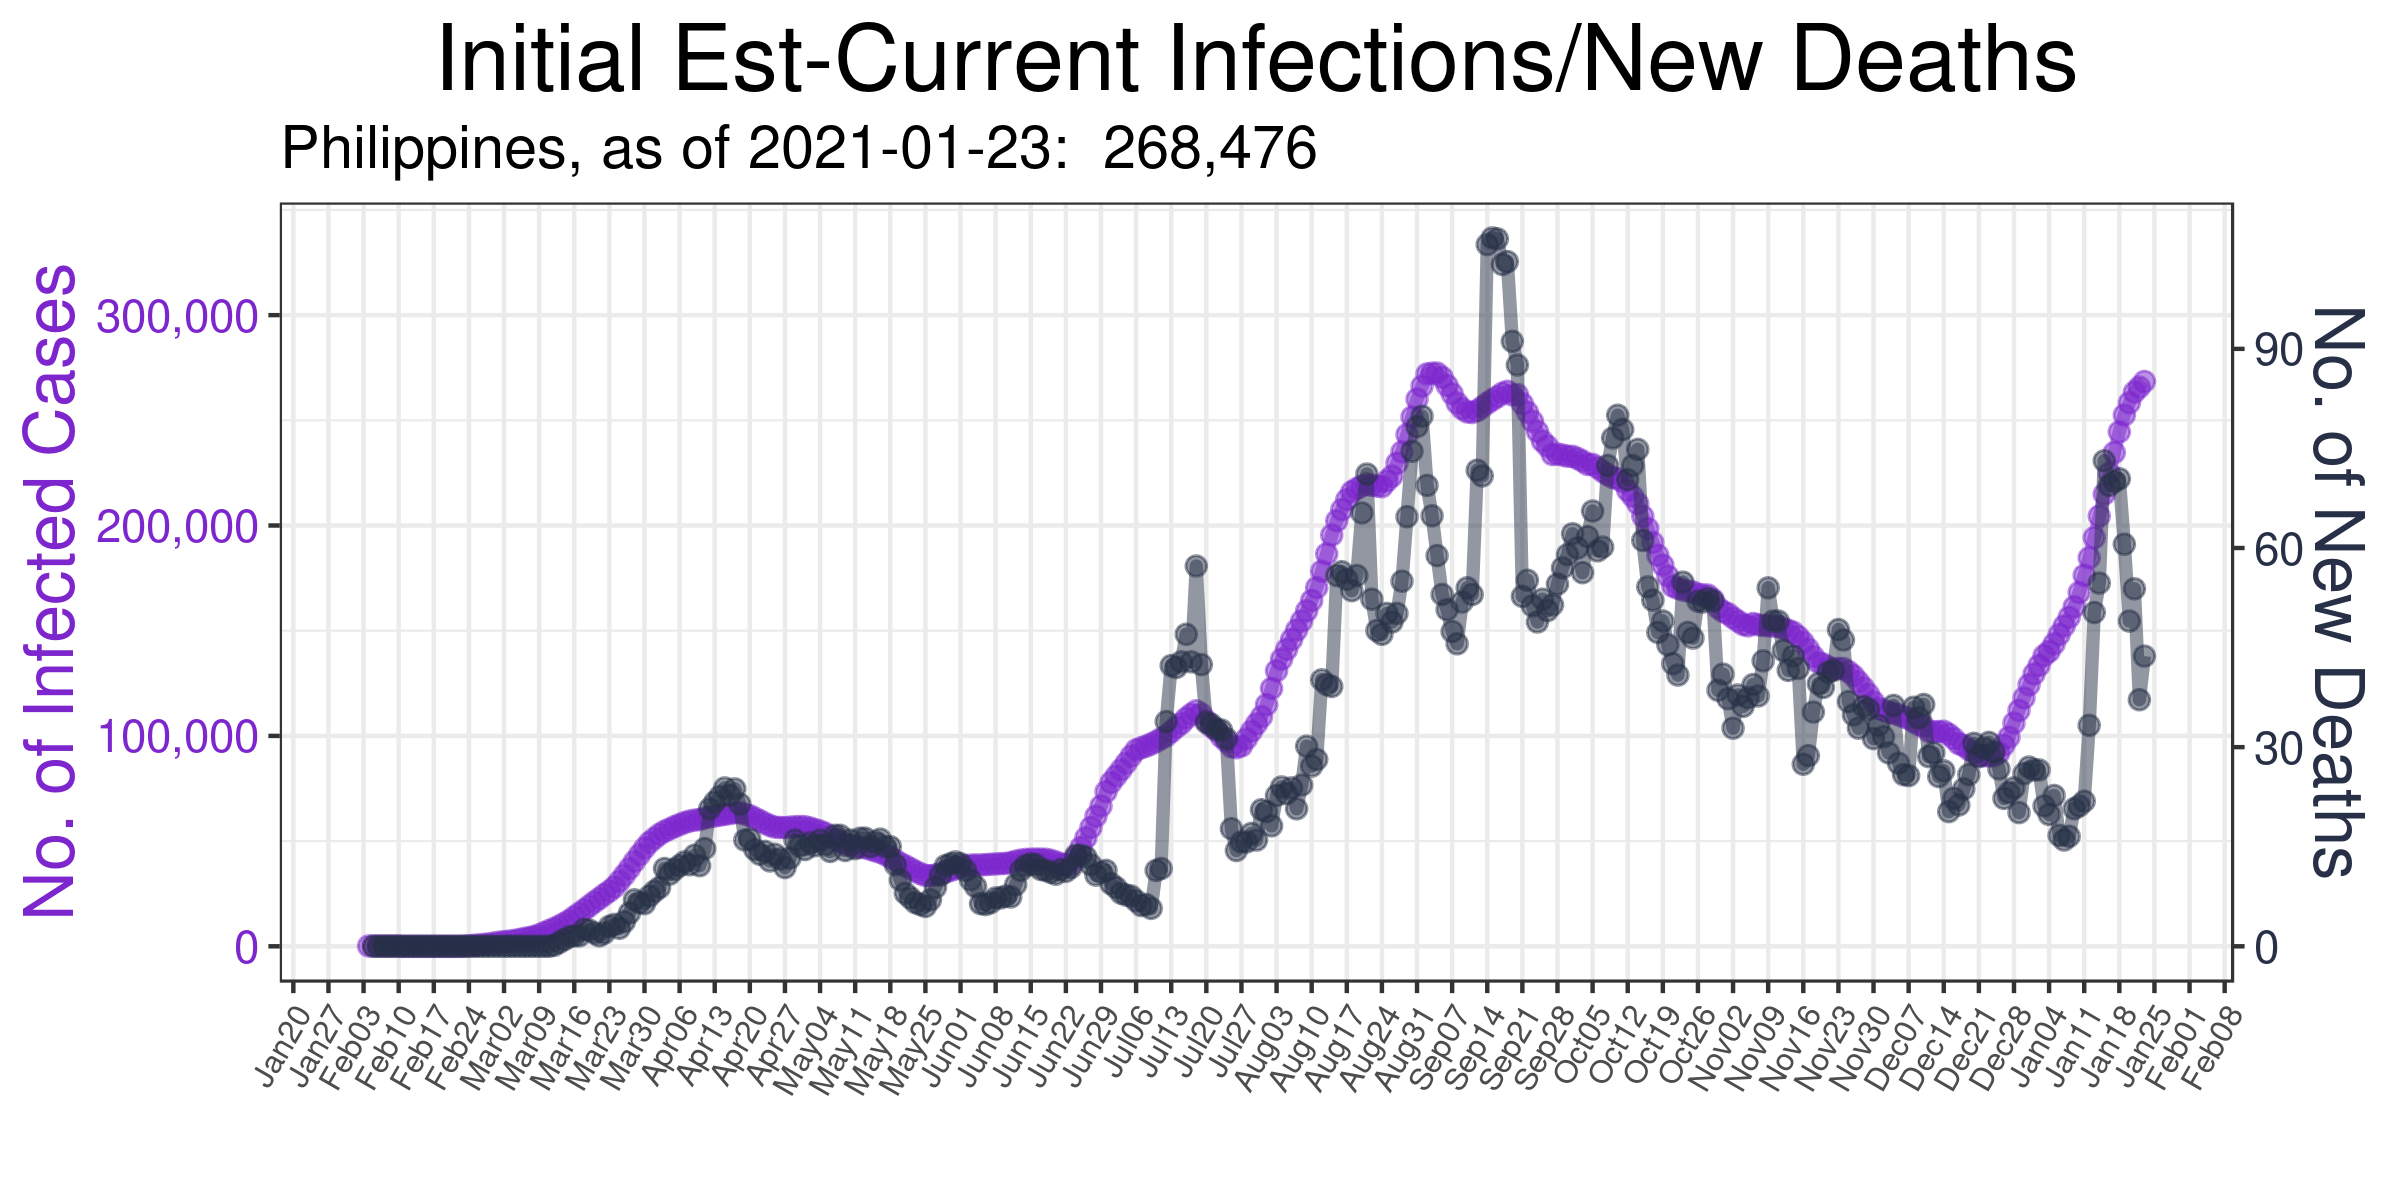 Initial Est-Current Infections/New Deaths
Philippines, as of 2021-01-23:  268,476
No. of Infected Cases
300,000
200,000
100,000
0
90
60
30
0
No. of New Deaths
Jan20
Jan27
Feb03
Feb10
Feb17
Feb24
Mar02
Mar09
Mar16
Mar23
Mar30
Apr06
Apr13
Apr20
Apr27
May04
May11
May18
May25
Jun01
Jun08
Jun15
Jun22
Jun29
Jul06
Jul13
Jul20
Jul27
Aug03
Aug10
Aug17
Aug24
Aug31
Sep07
Sep14
Sep21
Sep28
Oct05
Oct12
Oct19
Oct26
Nov02
Nov09
Nov16
Nov23
Nov30
Dec07
Dec14
Dec21
Dec28
Jan04
Jan11
Jan18
Jan25
Feb01
Feb08